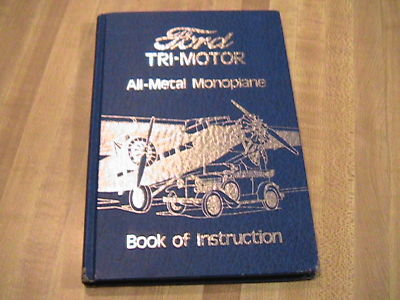 Ford
TRI-MOTOR
All-Metal Monoplane
Book of Instruction